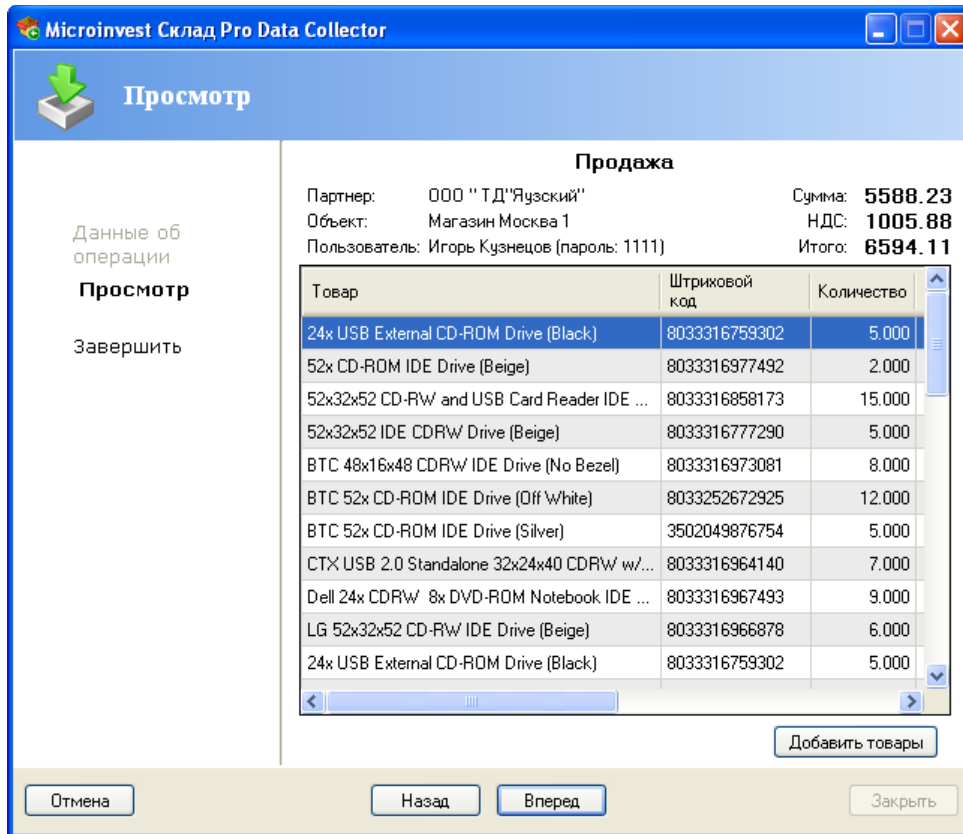 Microinvest Склад Pro Data Collector
Просмотр
Данные об
операции
Просмотр
Завершить
Продажа
Партнер: ООО "ТД"Яузский" Сумма: 5588.23
Объект: Магазин Москва 1 НДС: 1005.88
Пользователь: Игорь Кузнецов (пароль: 1111) Итого: 6594.11
Товар Штриховой код Количество
24x USB External CD-ROM Drive (Black) 8033316759302 5.000
52x CD-ROM IDE Drive (Beige) 8033316977492 2.000
52x32x52 CD-RW and USB Card Reader IDE ... 8033316858173 15.000
52x32x52 IDE CDRW Drive (Beige) 8033316777290 5.000
BTC 48x16x48 CDRW IDE Drive (No Bezel) 8033316973081 8.000
BTC 52x CD-ROM IDE Drive (Off White) 8033252672925 12.000
BTC 52x CD-ROM IDE Drive (Silver) 3502049876754 5.000
CTX USB 2.0 Standalone 32x24x40 CDRW w/... 8033316964140 7.000
Dell 24x CDRW 8x DVD-ROM Notebook IDE ... 8033316967493 9.000
LG 52x32x52 CD-RW IDE Drive (Beige) 8033316966878 6.000
24x USB External CD-ROM Drive (Black) 8033316759302 5.000
Добавить товары
Отмена Назад Вперед Закрыть